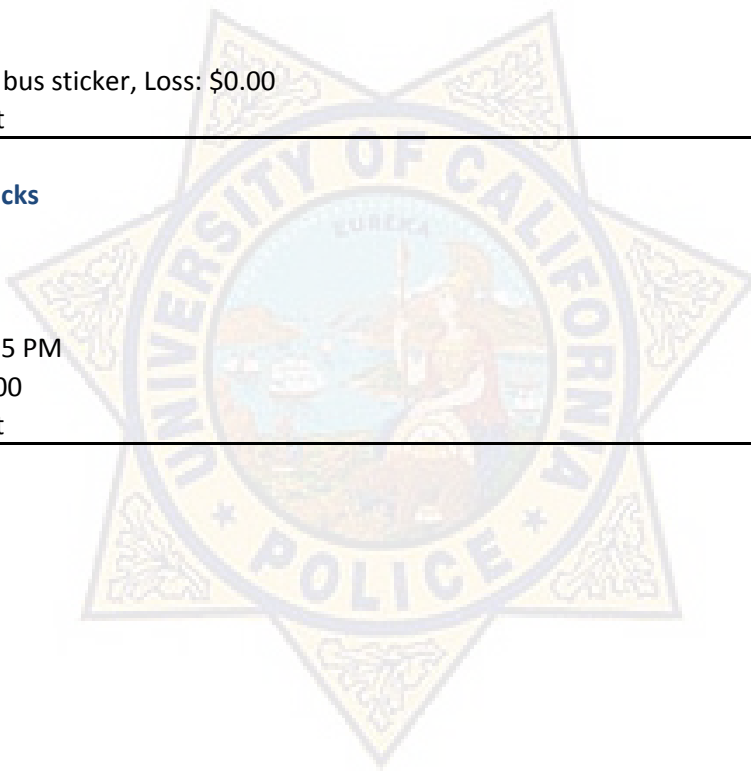 bus sticker, Loss: $0.00
t
cks
5 PM
00
t
UNIVERSITY OF CALIFORNIA
EUREKA
POLICE